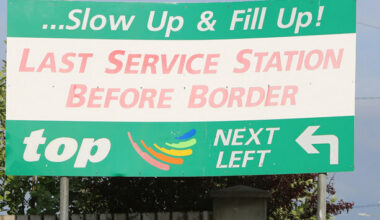 ...Slow Up & Fill Up!
LAST SERVICE STATION
BEFORE BORDER
top NEXT
LEFT